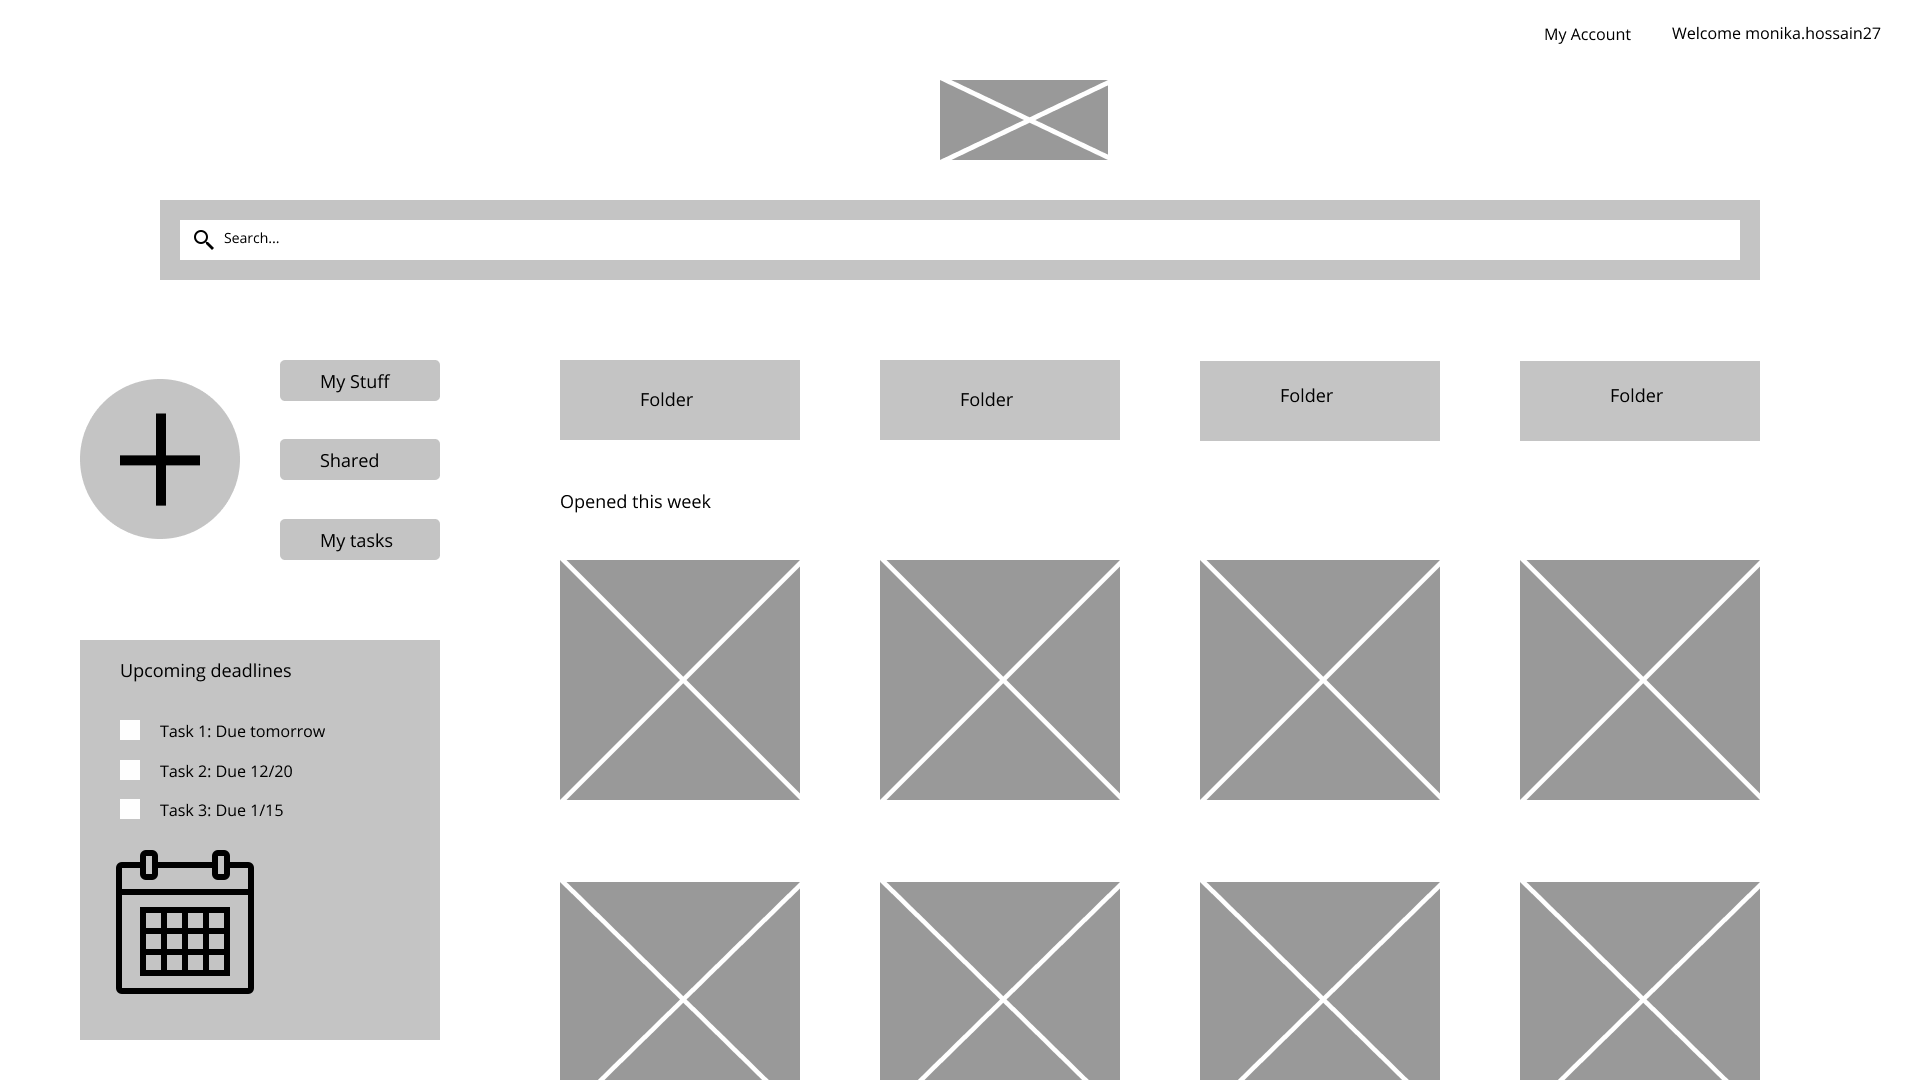 My Account
Welcome monika.hossain27
Search...
My Stuff
Shared
My tasks
Folder
Folder
Folder
Folder
Opened this week
Upcoming deadlines
Task 1: Due tomorrow
Task 2: Due 12/20
Task 3: Due 1/15